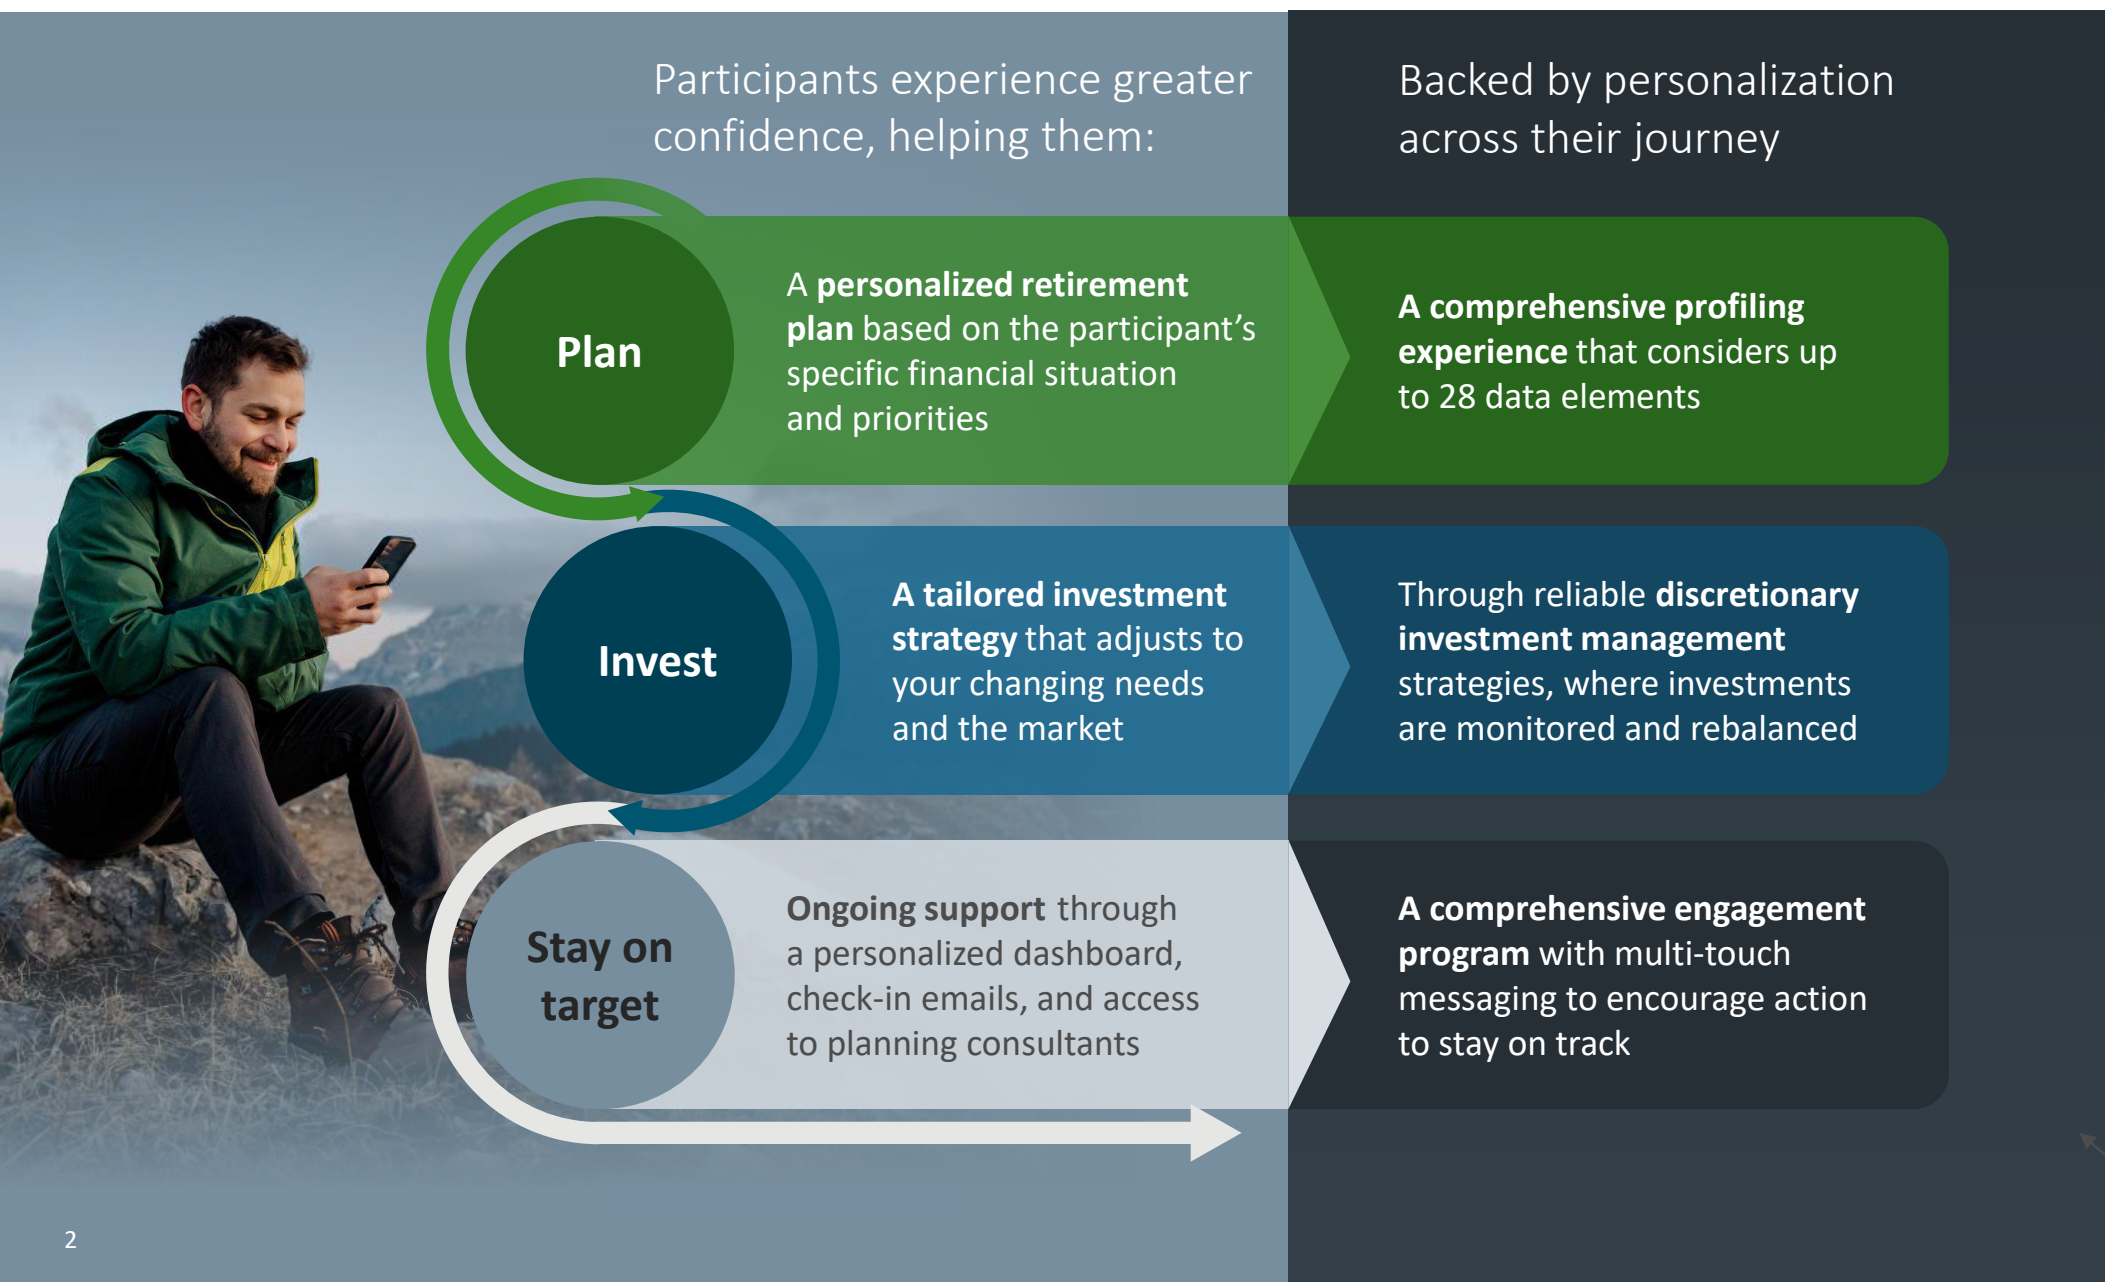 Participants experience greater
confidence, helping them:
Backed by personalization
across their journey
Plan
A personalized retirement
plan based on the participant’s
specific financial situation
and priorities
A comprehensive profiling
experience that considers up
to 28 data elements
Invest
A tailored investment
strategy that adjusts to
your changing needs
and the market
Through reliable discretionary
investment management
strategies, where investments
are monitored and rebalanced
Stay on
target
Ongoing support through
a personalized dashboard,
check-in emails, and access
to planning consultants
A comprehensive engagement
program with multi-touch
messaging to encourage action
to stay on track
2